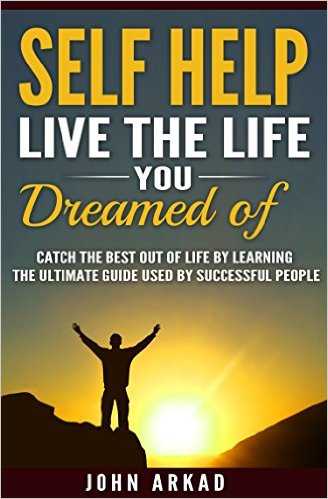 SELF HELP
LIVE THE LIFE
YOU
Dreamed of
CATCH THE BEST OUT OF LIFE BY LEARNING
THE ULTIMATE GUIDE USED BY SUCCESSFUL PEOPLE
JOHN ARKAD